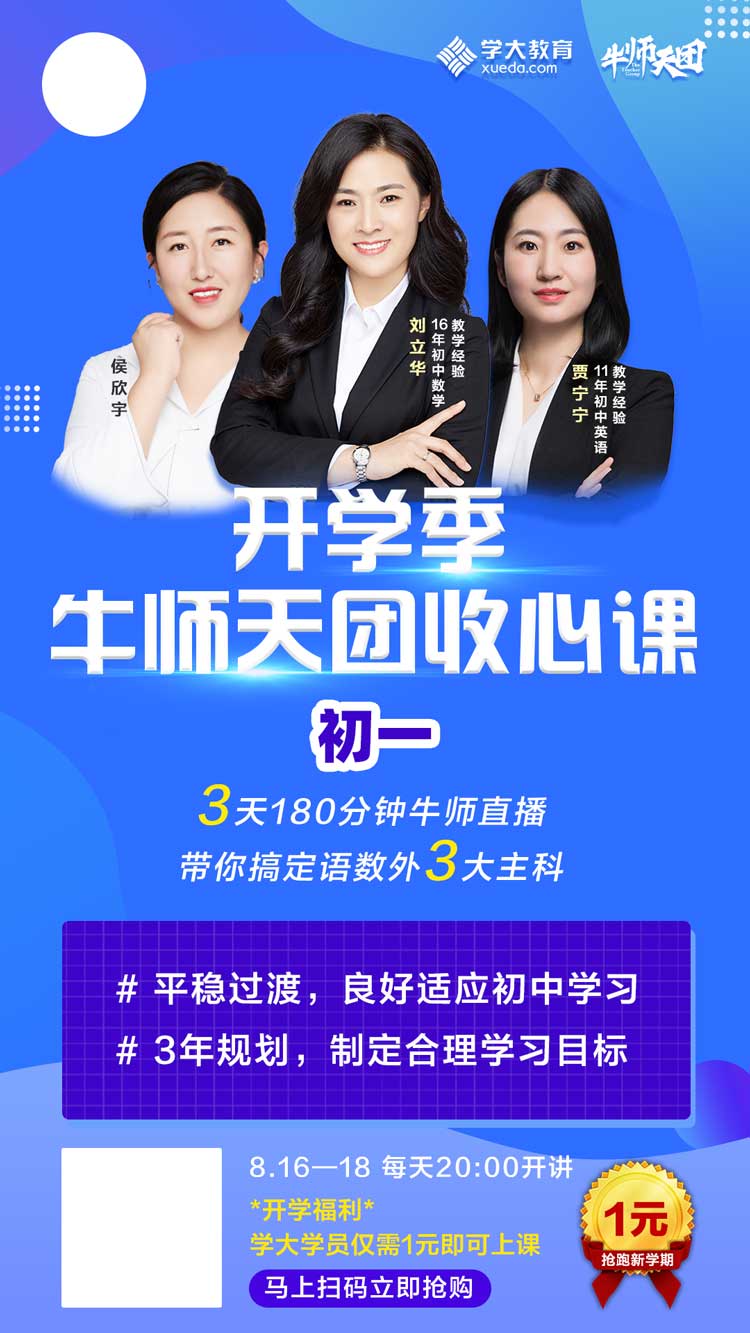 学大教育
xueda.com
牛师天团
The
Teacher
Group
侯欣宇
刘立华
16年初中数学
教学经验
贾宁宁
11年初中英语
教学经验
开学季
牛师天团收心课
初一
3天180分钟牛师直播
带你搞定语数外3大主科
# 平稳过渡，良好适应初中学习
# 3年规划，制定合理学习目标
8.16—18 每天20:00开讲
*开学福利*
学大学员仅需1元即可上课
马上扫码立即抢购
1元
抢跑新学期